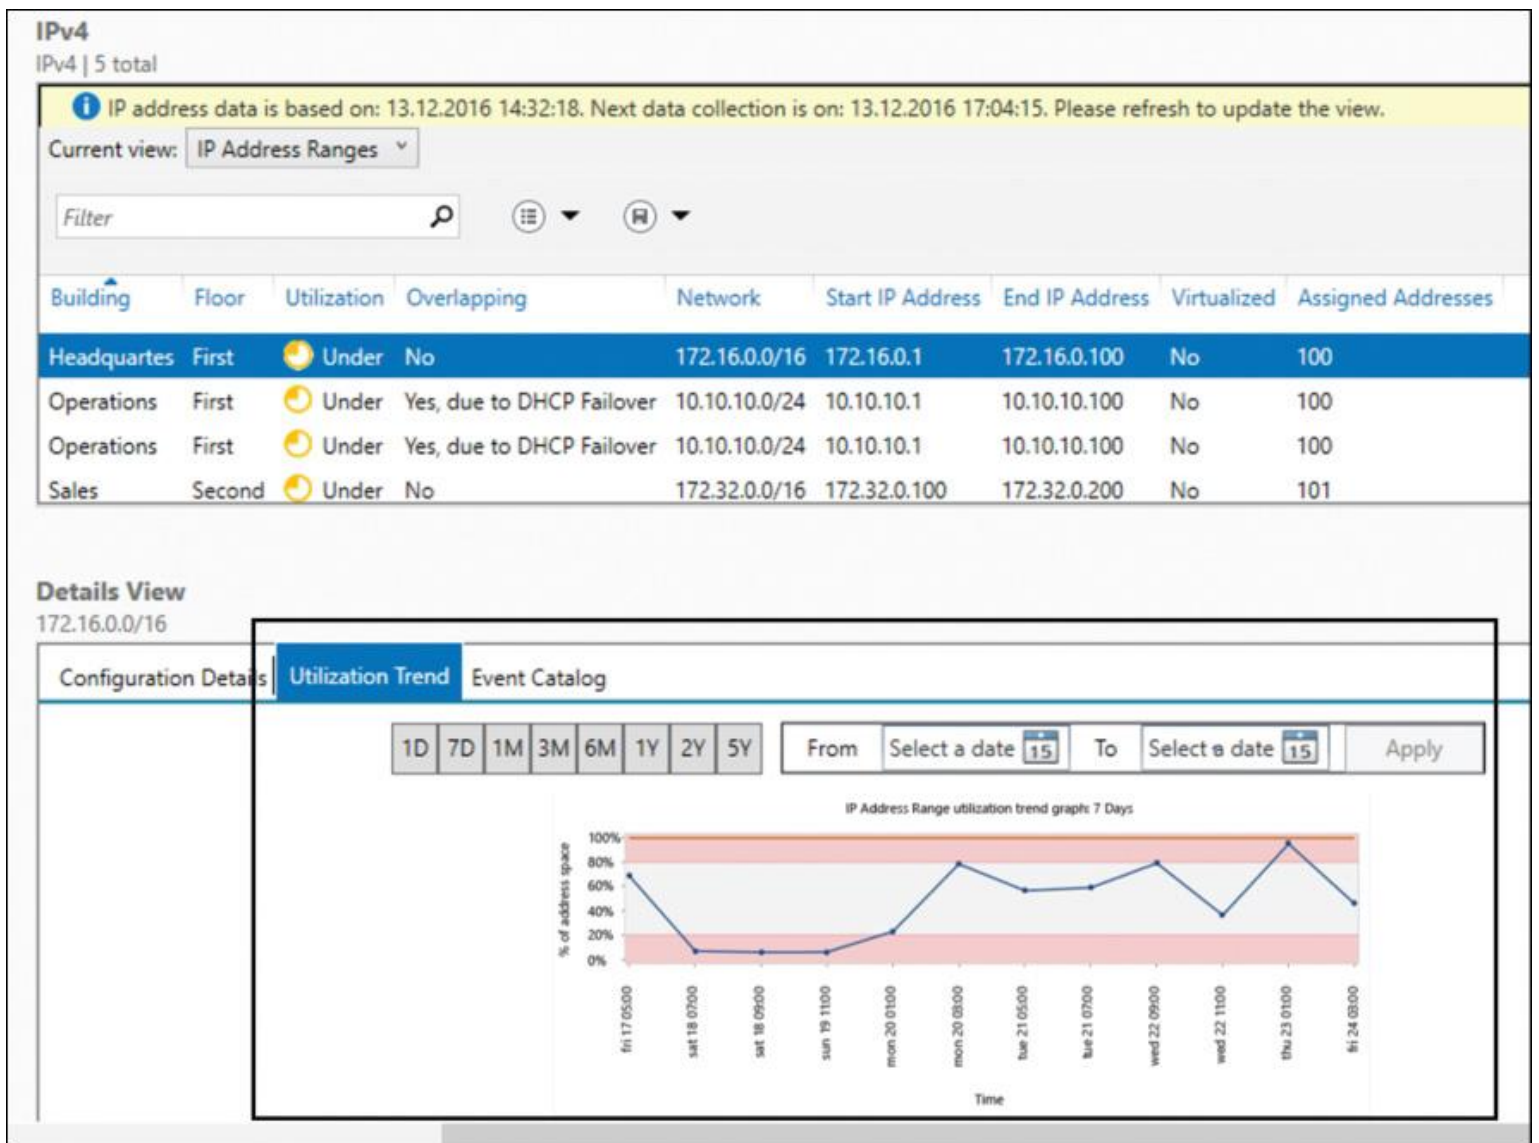 IPv4
IPv4 | 5 total
IP address data is based on: 13.12.2016 14:32:18. Next data collection is on: 13.12.2016 17:04:15. Please refresh to update the view.
Current view: IP Address Ranges
Filter
Building Floor Utilization Overlapping Network Start IP Address End IP Address Virtualized Assigned Addresses
Headquartes First Under No 172.16.0.0/16 172.16.0.1 172.16.0.100 No 100
Operations First Under Yes, due to DHCP Failover 10.10.10.0/24 10.10.10.1 10.10.10.100 No 100
Operations First Under Yes, due to DHCP Failover 10.10.10.0/24 10.10.10.1 10.10.10.100 No 100
Sales Second Under No 172.32.0.0/16 172.32.0.100 172.32.0.200 No 101
Details View
172.16.0.0/16
Configuration Details Utilization Trend Event Catalog
1D 7D 1M 3M 6M 1Y 2Y 5Y From Select a date 15 To Select a date 15 Apply
IP Address Range utilization trend graph: 7 Days
% of address space
100%
80%
60%
40%
20%
0%
fri 17 05:00
sat 18 07:00
sat 18 09:00
sun 19 11:00
mon 20 01:00
mon 20 03:00
tue 21 05:00
tue 21 07:00
wed 22 09:00
wed 22 11:00
thu 23 01:00
fri 24 03:00
Time